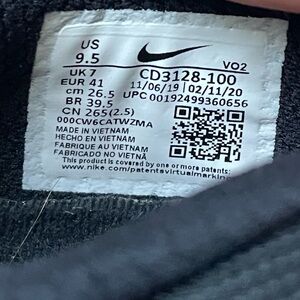 US
9.5
VO2
UK 7
CD3128-100
EUR 41
11/06/19 | 02/11/20
cm 26.5
UPC 00192499360656
BR 39.5
CN 265(2.5)
00OCW6CATWZMA
MADE IN VIETNAM
HECHO EN VIETNAM
FABRIQUE AU VIETNAM
FABRICADO NO VIETNÃ
This product is covered by one or more patents:
www.nike.com/patentsvirtualmarking